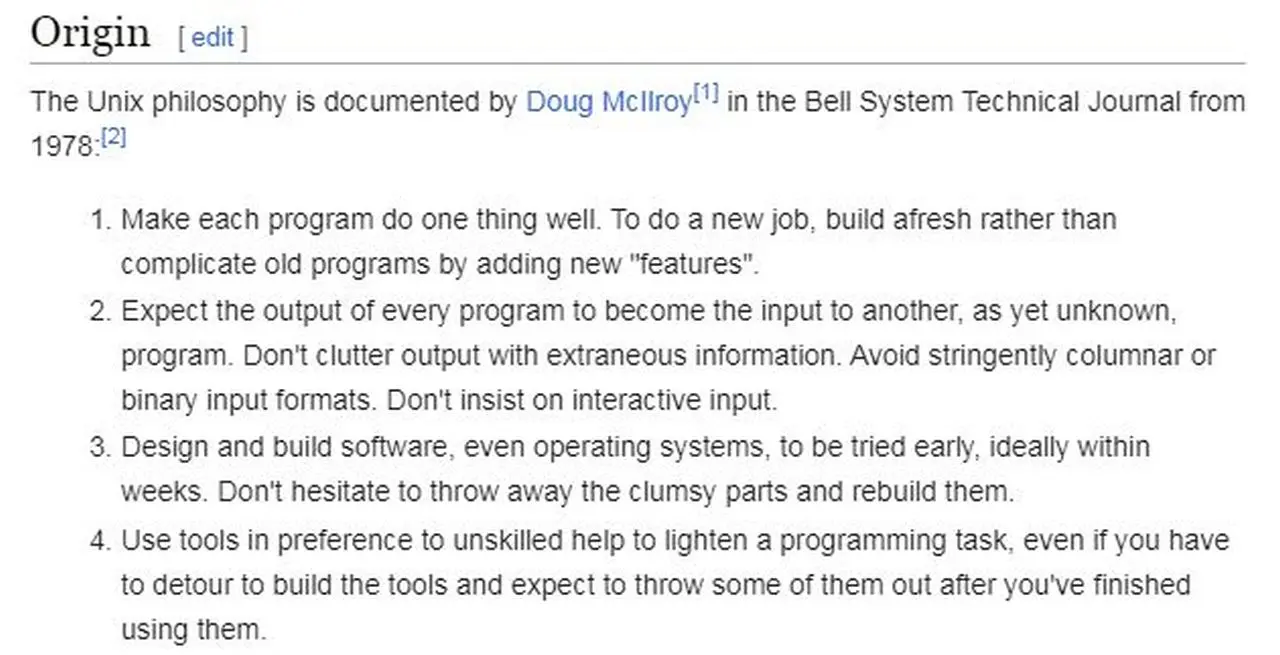 Origin [ edit ]
The Unix philosophy is documented by Doug McIlroy[1] in the Bell System Technical Journal from
1978:[2]
1. Make each program do one thing well. To do a new job, build afresh rather than
complicate old programs by adding new "features".
2. Expect the output of every program to become the input to another, as yet unknown,
program. Don't clutter output with extraneous information. Avoid stringently columnar or
binary input formats. Don't insist on interactive input.
3. Design and build software, even operating systems, to be tried early, ideally within
weeks. Don't hesitate to throw away the clumsy parts and rebuild them.
4. Use tools in preference to unskilled help to lighten a programming task, even if you have
to detour to build the tools and expect to throw some of them out after you've finished
using them.